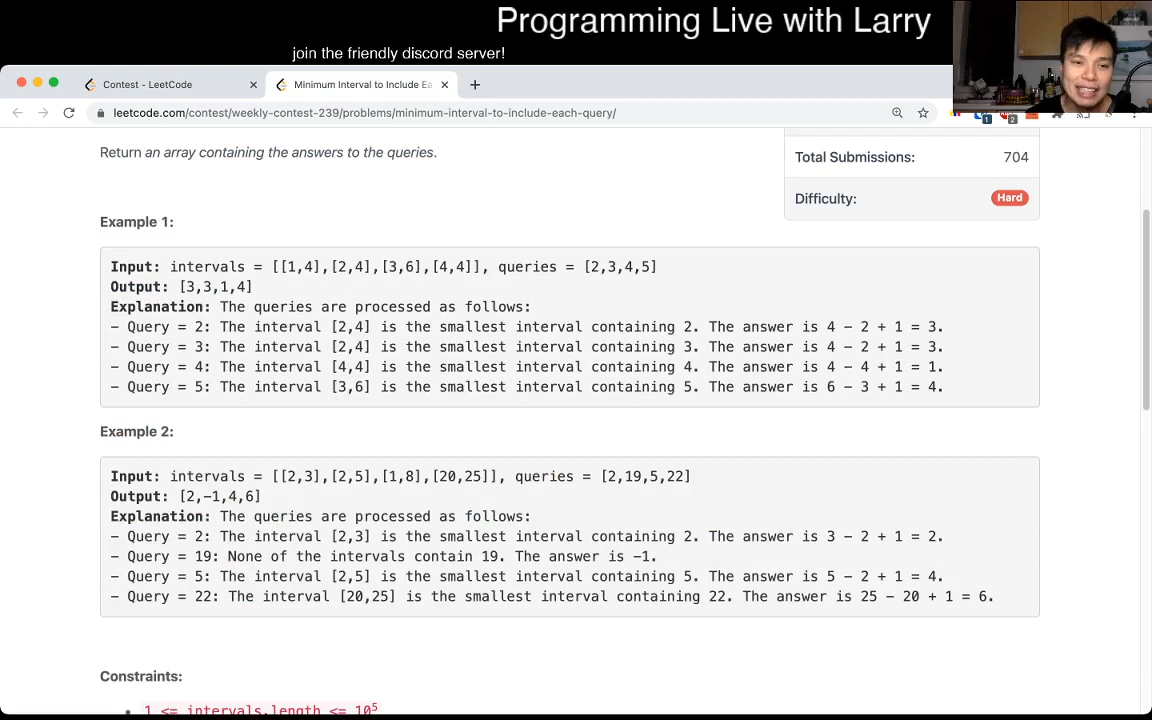 Programming Live with Larry
join the friendly discord server!
Contest - LeetCode
Minimum Interval to Include Ea
leetcode.com/contest/weekly-contest-239/problems/minimum-interval-to-include-each-query/
1
2
Return an array containing the answers to the queries.
Total Submissions: 704
Difficulty: Hard
Example 1:
Input: intervals = [[1,4],[2,4],[3,6],[4,4]], queries = [2,3,4,5]
Output: [3,3,1,4]
Explanation: The queries are processed as follows:
- Query = 2: The interval [2,4] is the smallest interval containing 2. The answer is 4 - 2 + 1 = 3.
- Query = 3: The interval [2,4] is the smallest interval containing 3. The answer is 4 - 2 + 1 = 3.
- Query = 4: The interval [4,4] is the smallest interval containing 4. The answer is 4 - 4 + 1 = 1.
- Query = 5: The interval [3,6] is the smallest interval containing 5. The answer is 6 - 3 + 1 = 4.
Example 2:
Input: intervals = [[2,3],[2,5],[1,8],[20,25]], queries = [2,19,5,22]
Output: [2,-1,4,6]
Explanation: The queries are processed as follows:
- Query = 2: The interval [2,3] is the smallest interval containing 2. The answer is 3 - 2 + 1 = 2.
- Query = 19: None of the intervals contain 19. The answer is -1.
- Query = 5: The interval [2,5] is the smallest interval containing 5. The answer is 5 - 2 + 1 = 4.
- Query = 22: The interval [20,25] is the smallest interval containing 22. The answer is 25 - 20 + 1 = 6.
Constraints:
• 1 <= intervals.length <= 10⁵